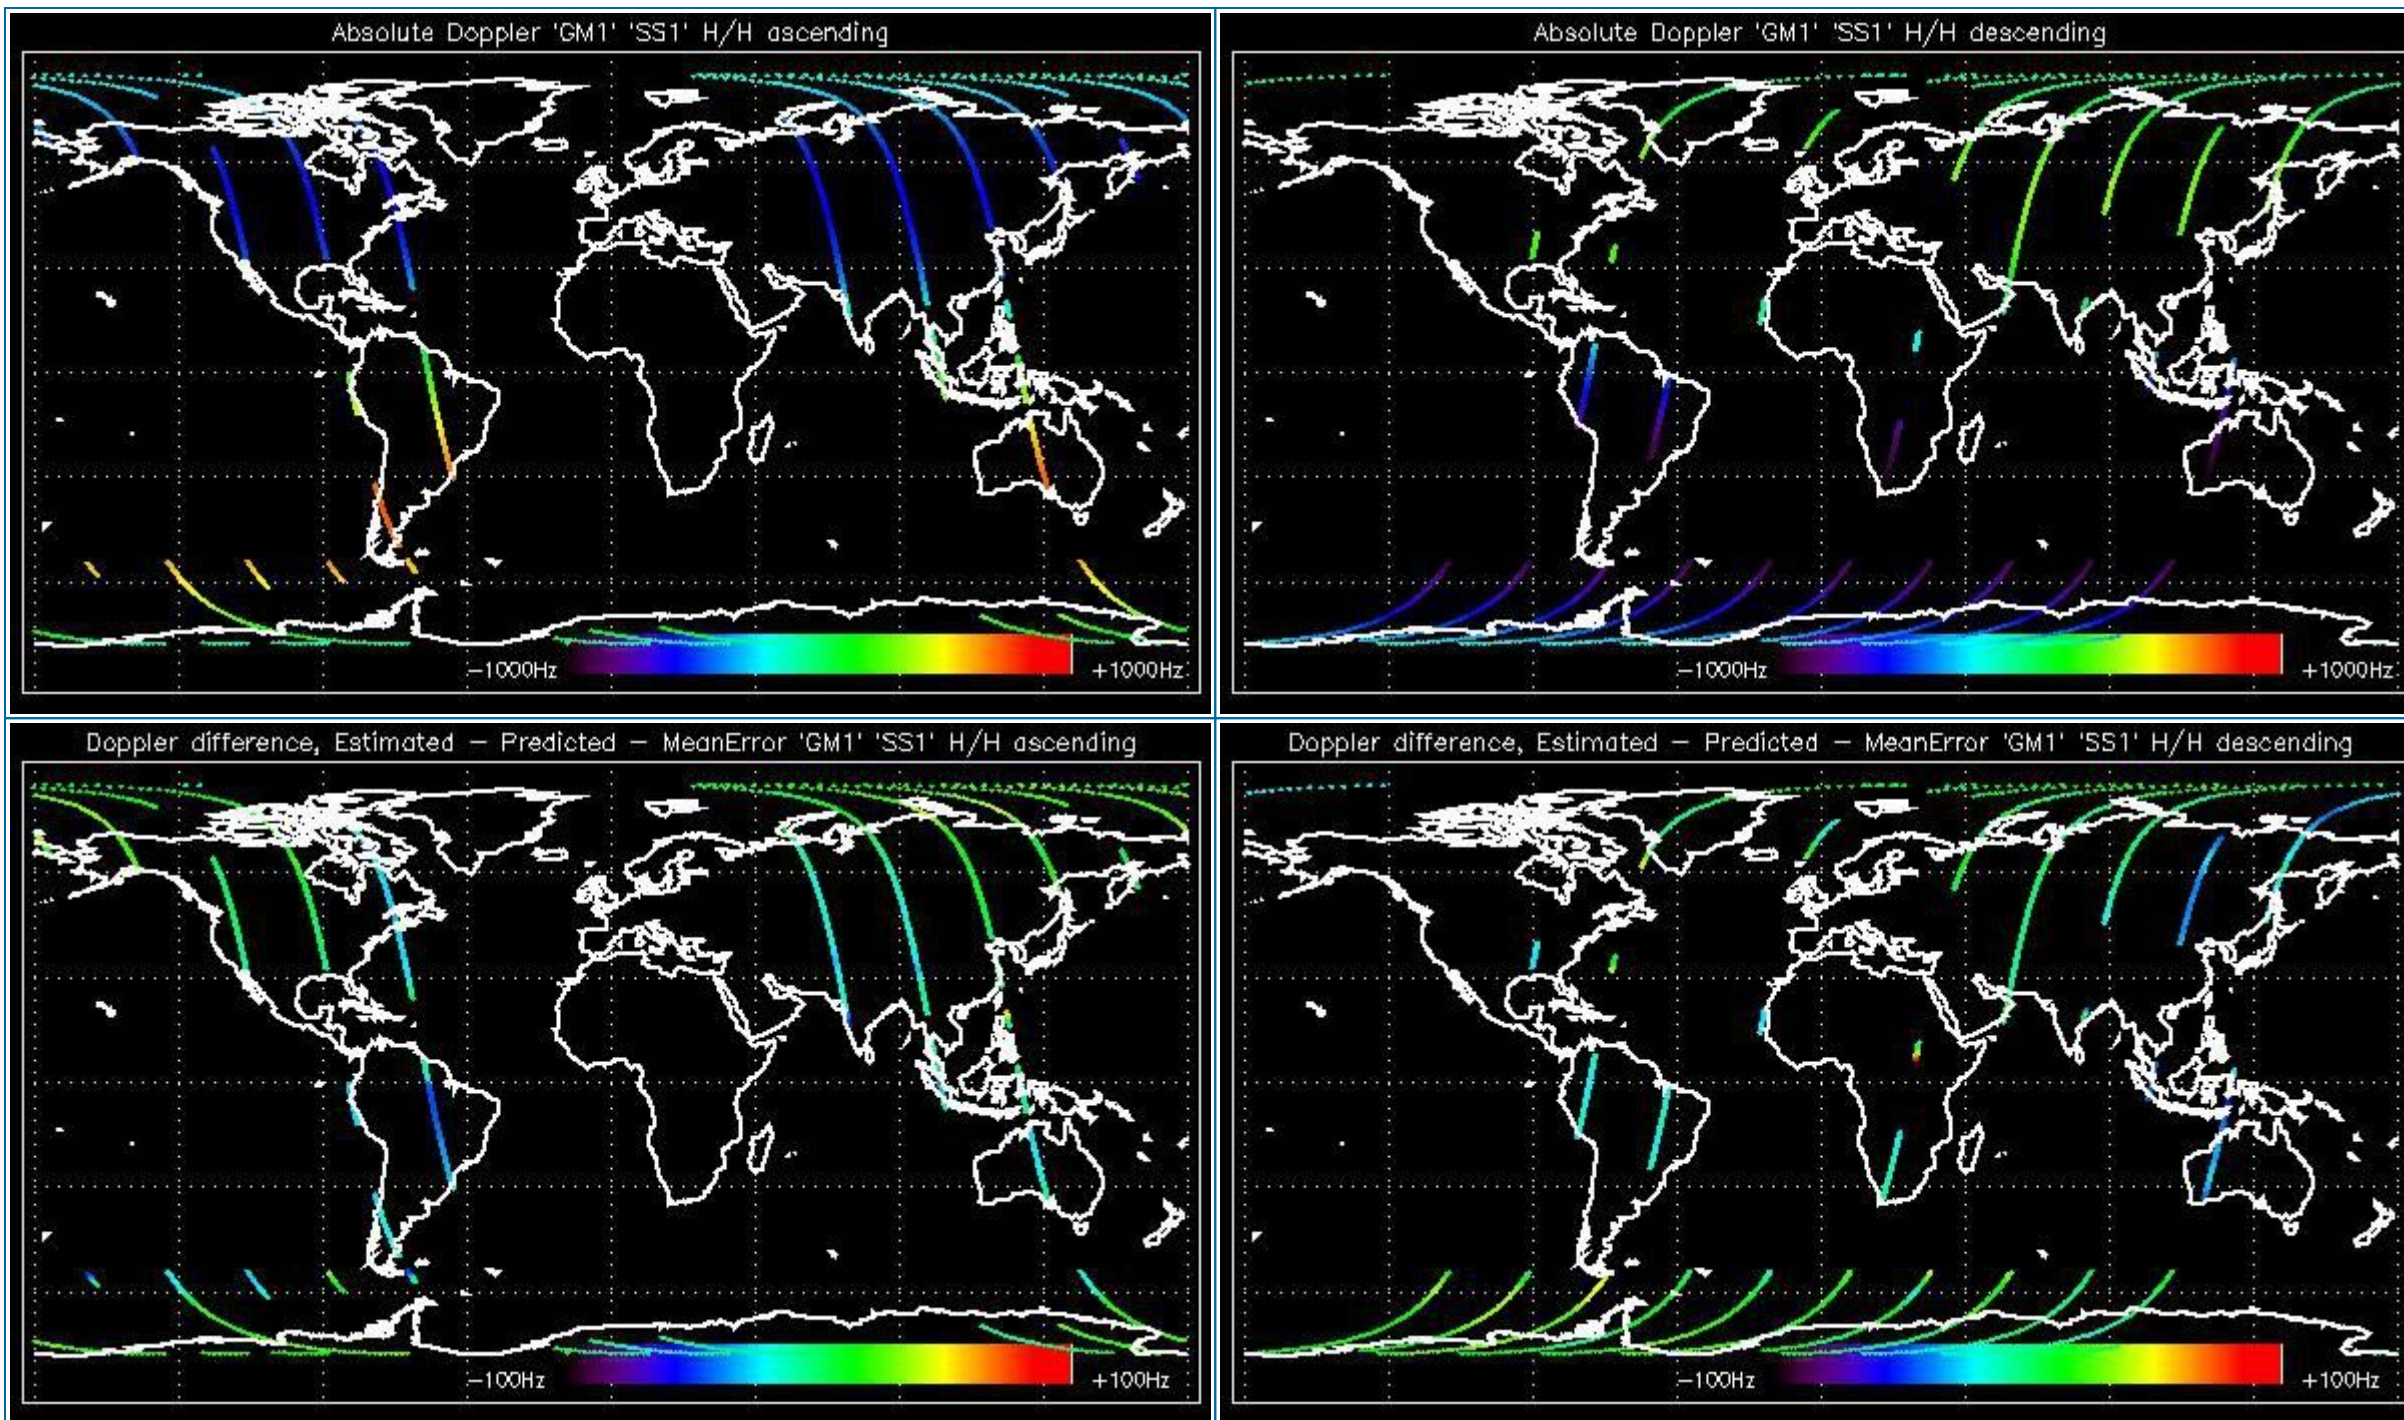 Absolute Doppler 'GM1' 'SS1' H/H ascending
−1000Hz
+1000Hz
Absolute Doppler 'GM1' 'SS1' H/H descending
−1000Hz
+1000Hz
Doppler difference, Estimated − Predicted − MeanError 'GM1' 'SS1' H/H ascending
−100Hz
+100Hz
Doppler difference, Estimated − Predicted − MeanError 'GM1' 'SS1' H/H descending
−100Hz
+100Hz